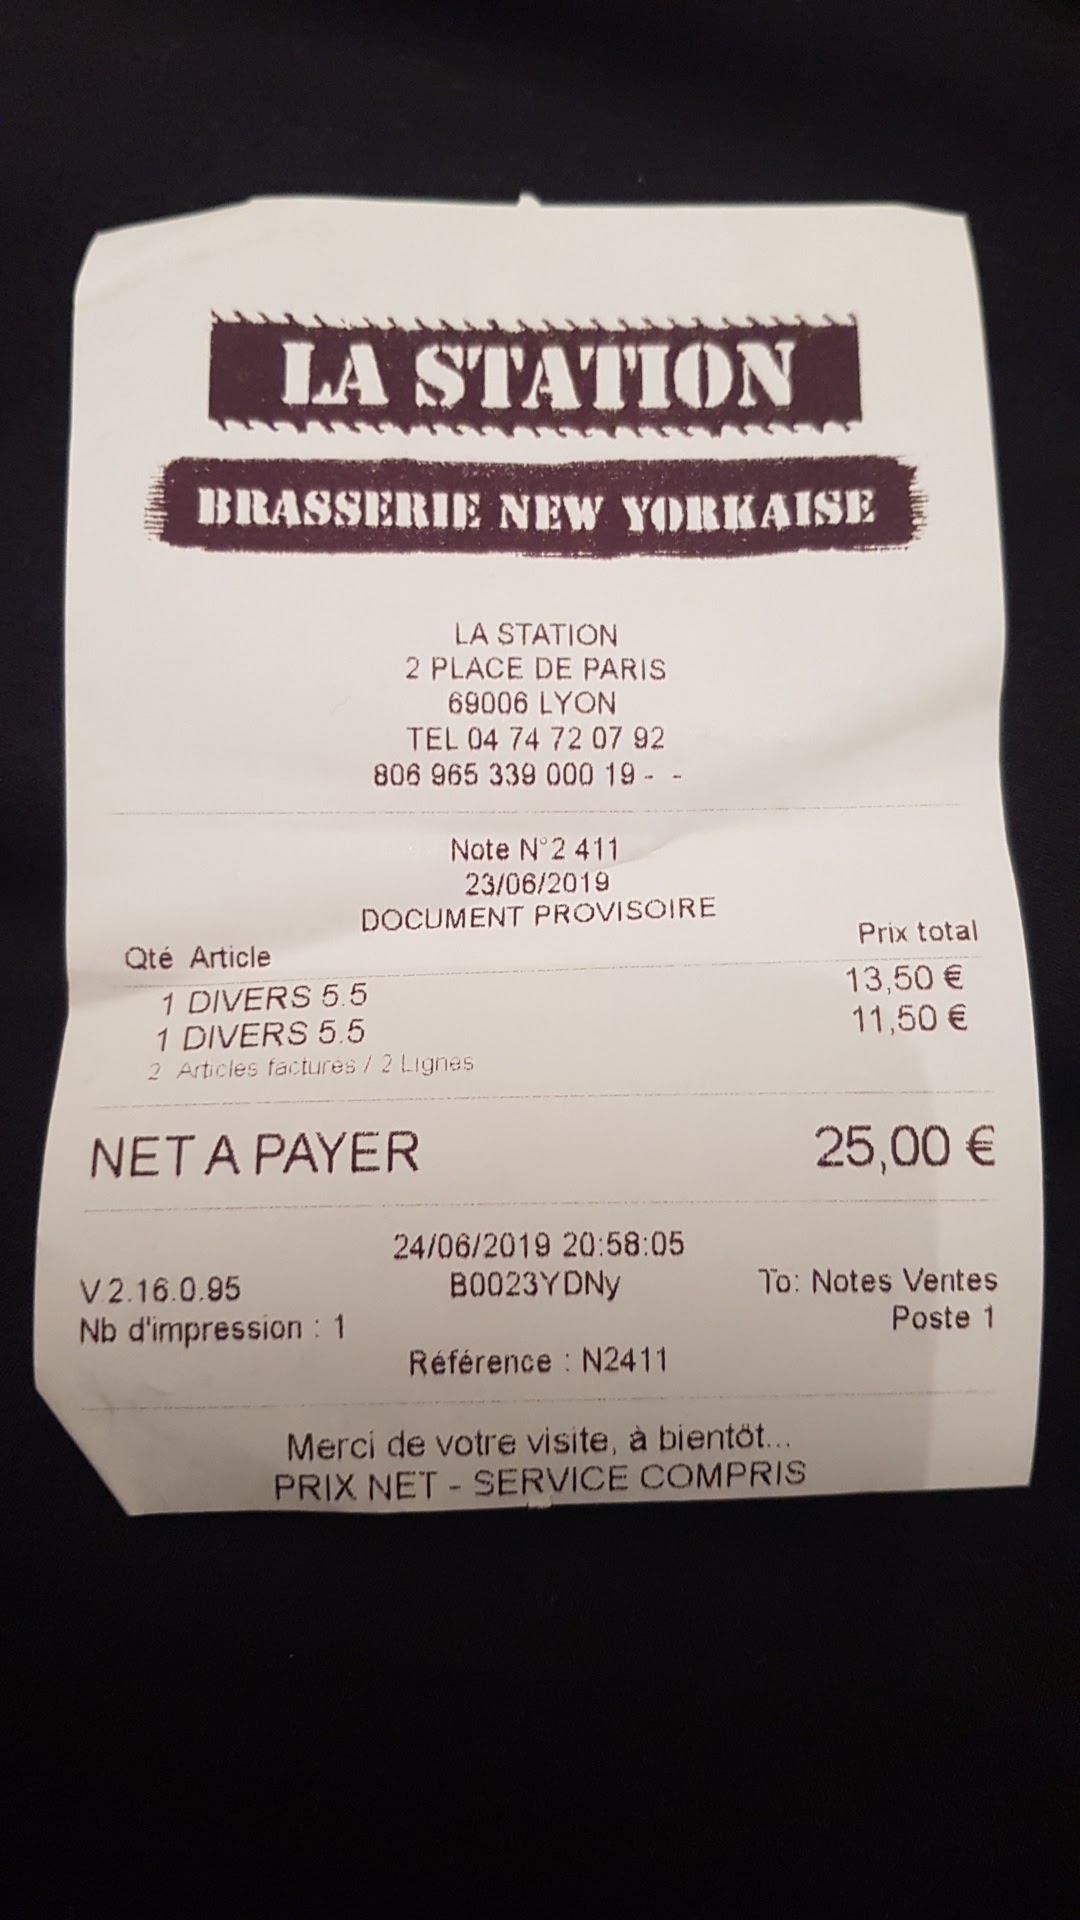 LA STATION
BRASSERIE NEW YORKAISE
LA STATION
2 PLACE DE PARIS
69006 LYON
TEL 04 74 72 07 92
806 965 339 000 19 - -
Note N°2 411
23/06/2019
DOCUMENT PROVISOIRE
Qté Article Prix total
1 DIVERS 5.5 13,50 €
1 DIVERS 5.5 11,50 €
2 Articles facturés / 2 Lignes
NET A PAYER 25,00 €
24/06/2019 20:58:05
V.2.16.0.95 B0023YDNy To: Notes Ventes
Nb d'impression : 1 Poste 1
Référence : N2411
Merci de votre visite, à bientôt...
PRIX NET - SERVICE COMPRIS